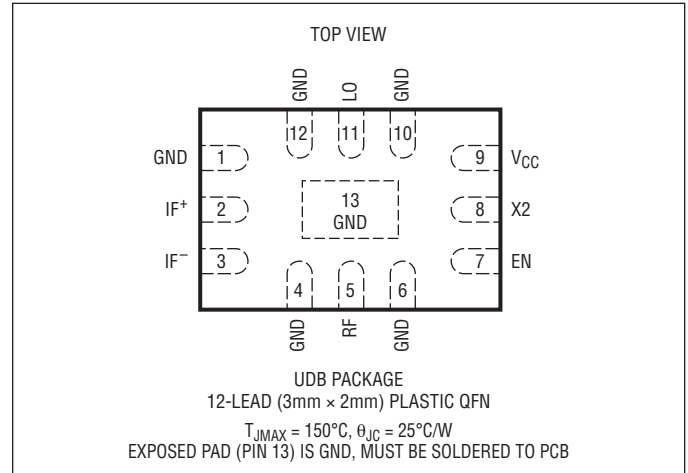 TOP VIEW
GND LO GND
12 11 10
GND 1 9 VCC
13
IF+ 2 8 X2
GND
IF− 3 7 EN
4 5 6
GND RF GND
UDB PACKAGE
12-LEAD (3mm × 2mm) PLASTIC QFN
TJMAX = 150°C, θJC = 25°C/W
EXPOSED PAD (PIN 13) IS GND, MUST BE SOLDERED TO PCB